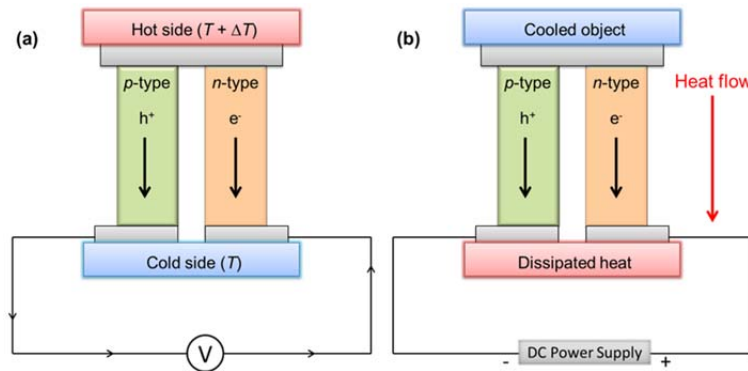 (a)
Hot side (T + ΔT)
p-type
n-type
h⁺
e⁻
Cold side (T)
V
(b)
Cooled object
p-type
n-type
Heat flow
h⁺
e⁻
Dissipated heat
- DC Power Supply +